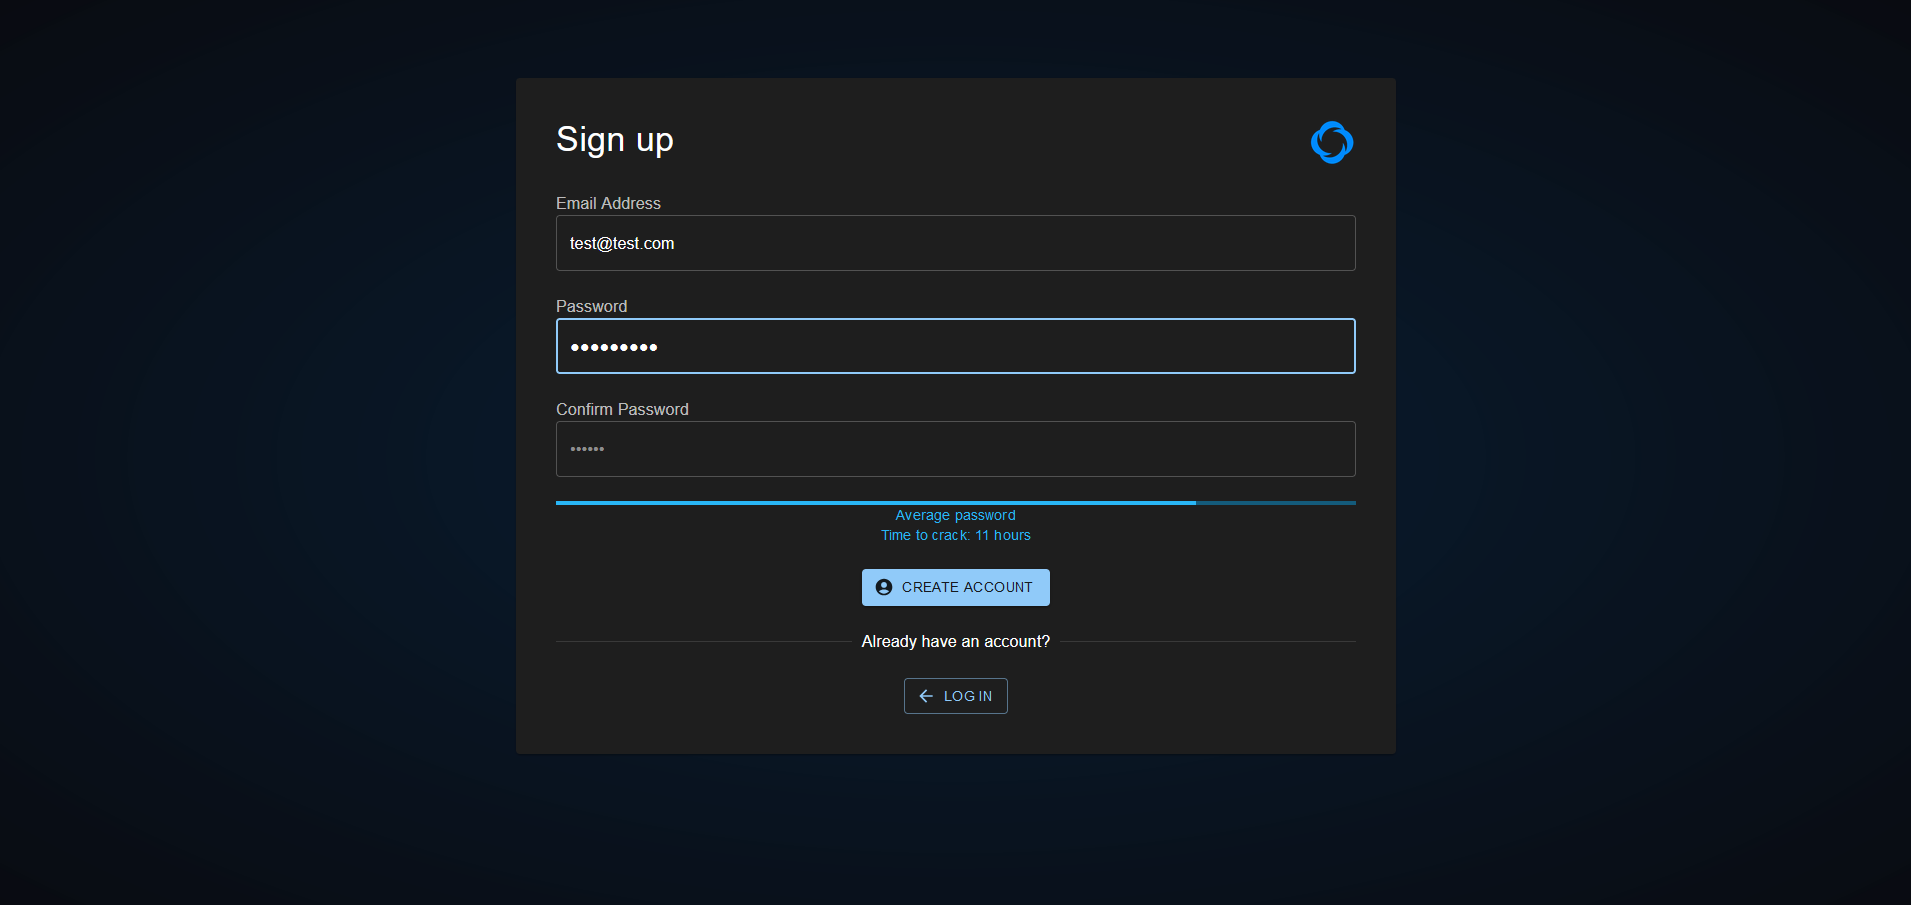 Sign up
Email Address
test@test.com
Password
•••••••••
Confirm Password
••••••
Average password
Time to crack: 11 hours
CREATE ACCOUNT
Already have an account?
LOG IN